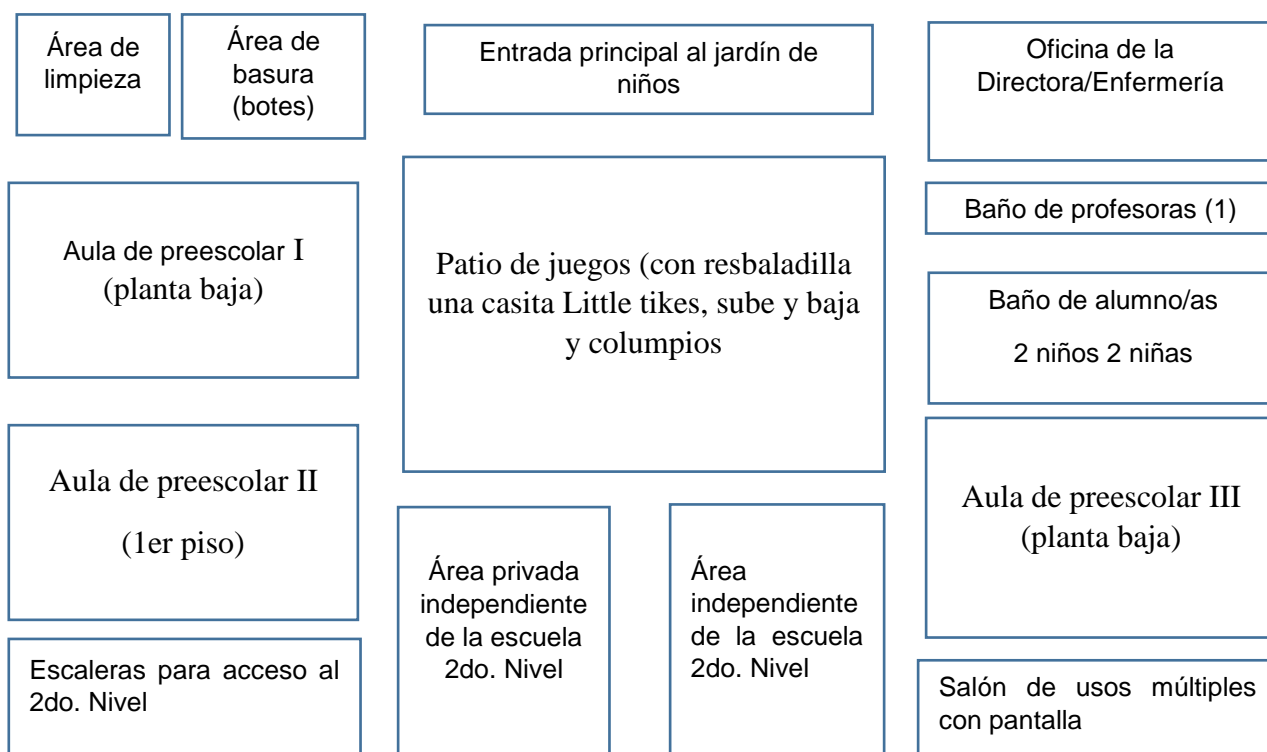 Área de
limpieza
Área de
basura
(botes)
Entrada principal al jardín de
niños
Oficina de la
Directora/Enfermería
Aula de preescolar I
(planta baja)
Patio de juegos (con resbaladilla
una casita Little tikes, sube y baja
y columpios
Baño de profesoras (1)
Baño de alumno/as
2 niños 2 niñas
Aula de preescolar II
(1er piso)
Área privada
independiente
de la escuela
2do. Nivel
Área
independiente
de la escuela
2do. Nivel
Aula de preescolar III
(planta baja)
Escaleras para acceso al
2do. Nivel
Salón de usos múltiples
con pantalla